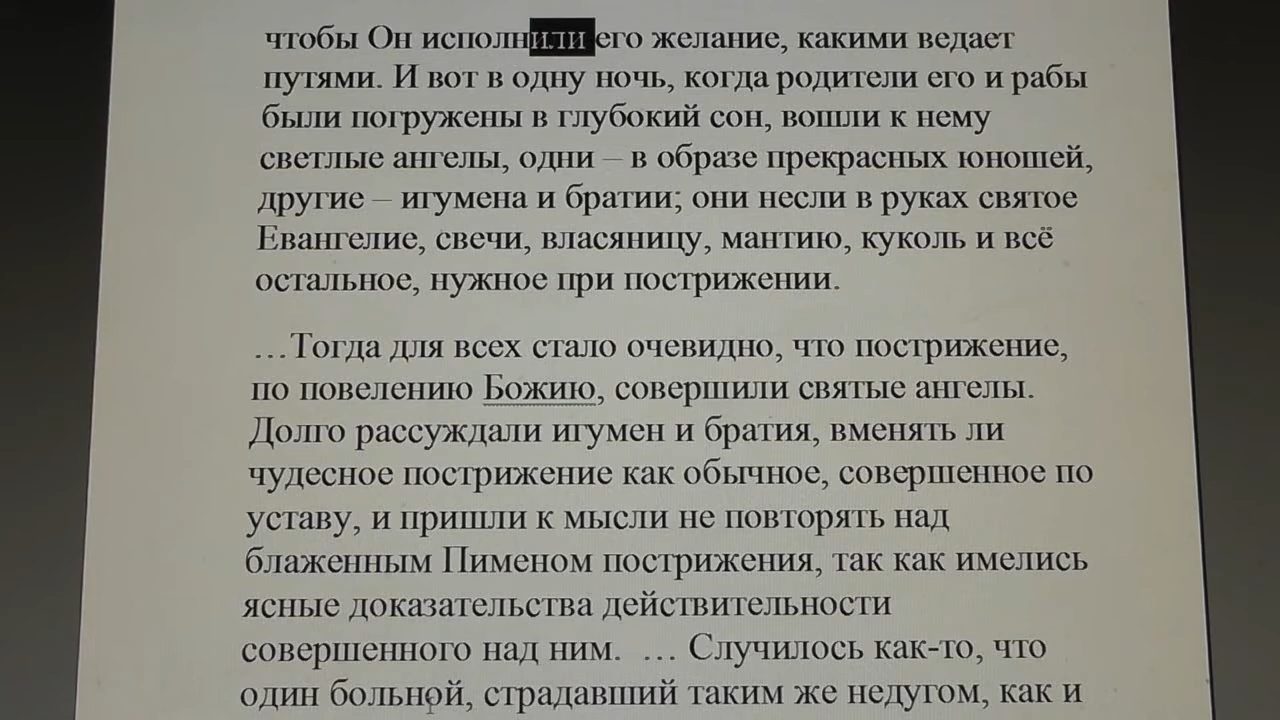 чтобы Он исполнили его желание, какими ведает
путями. И вот в одну ночь, когда родители его и рабы
были погружены в глубокий сон, вошли к нему
светлые ангелы, одни – в образе прекрасных юношей,
другие – игумена и братии; они несли в руках святое
Евангелие, свечи, власяницу, мантию, куколь и всё
остальное, нужное при пострижении.
…Тогда для всех стало очевидно, что пострижение,
по повелению Божию, совершили святые ангелы.
Долго рассуждали игумен и братия, вменять ли
чудесное пострижение как обычное, совершенное по
уставу, и пришли к мысли не повторять над
блаженным Пименом пострижения, так как имелись
ясные доказательства действительности
совершенного над ним. … Случилось как-то, что
один больной, страдавший таким же недугом, как и